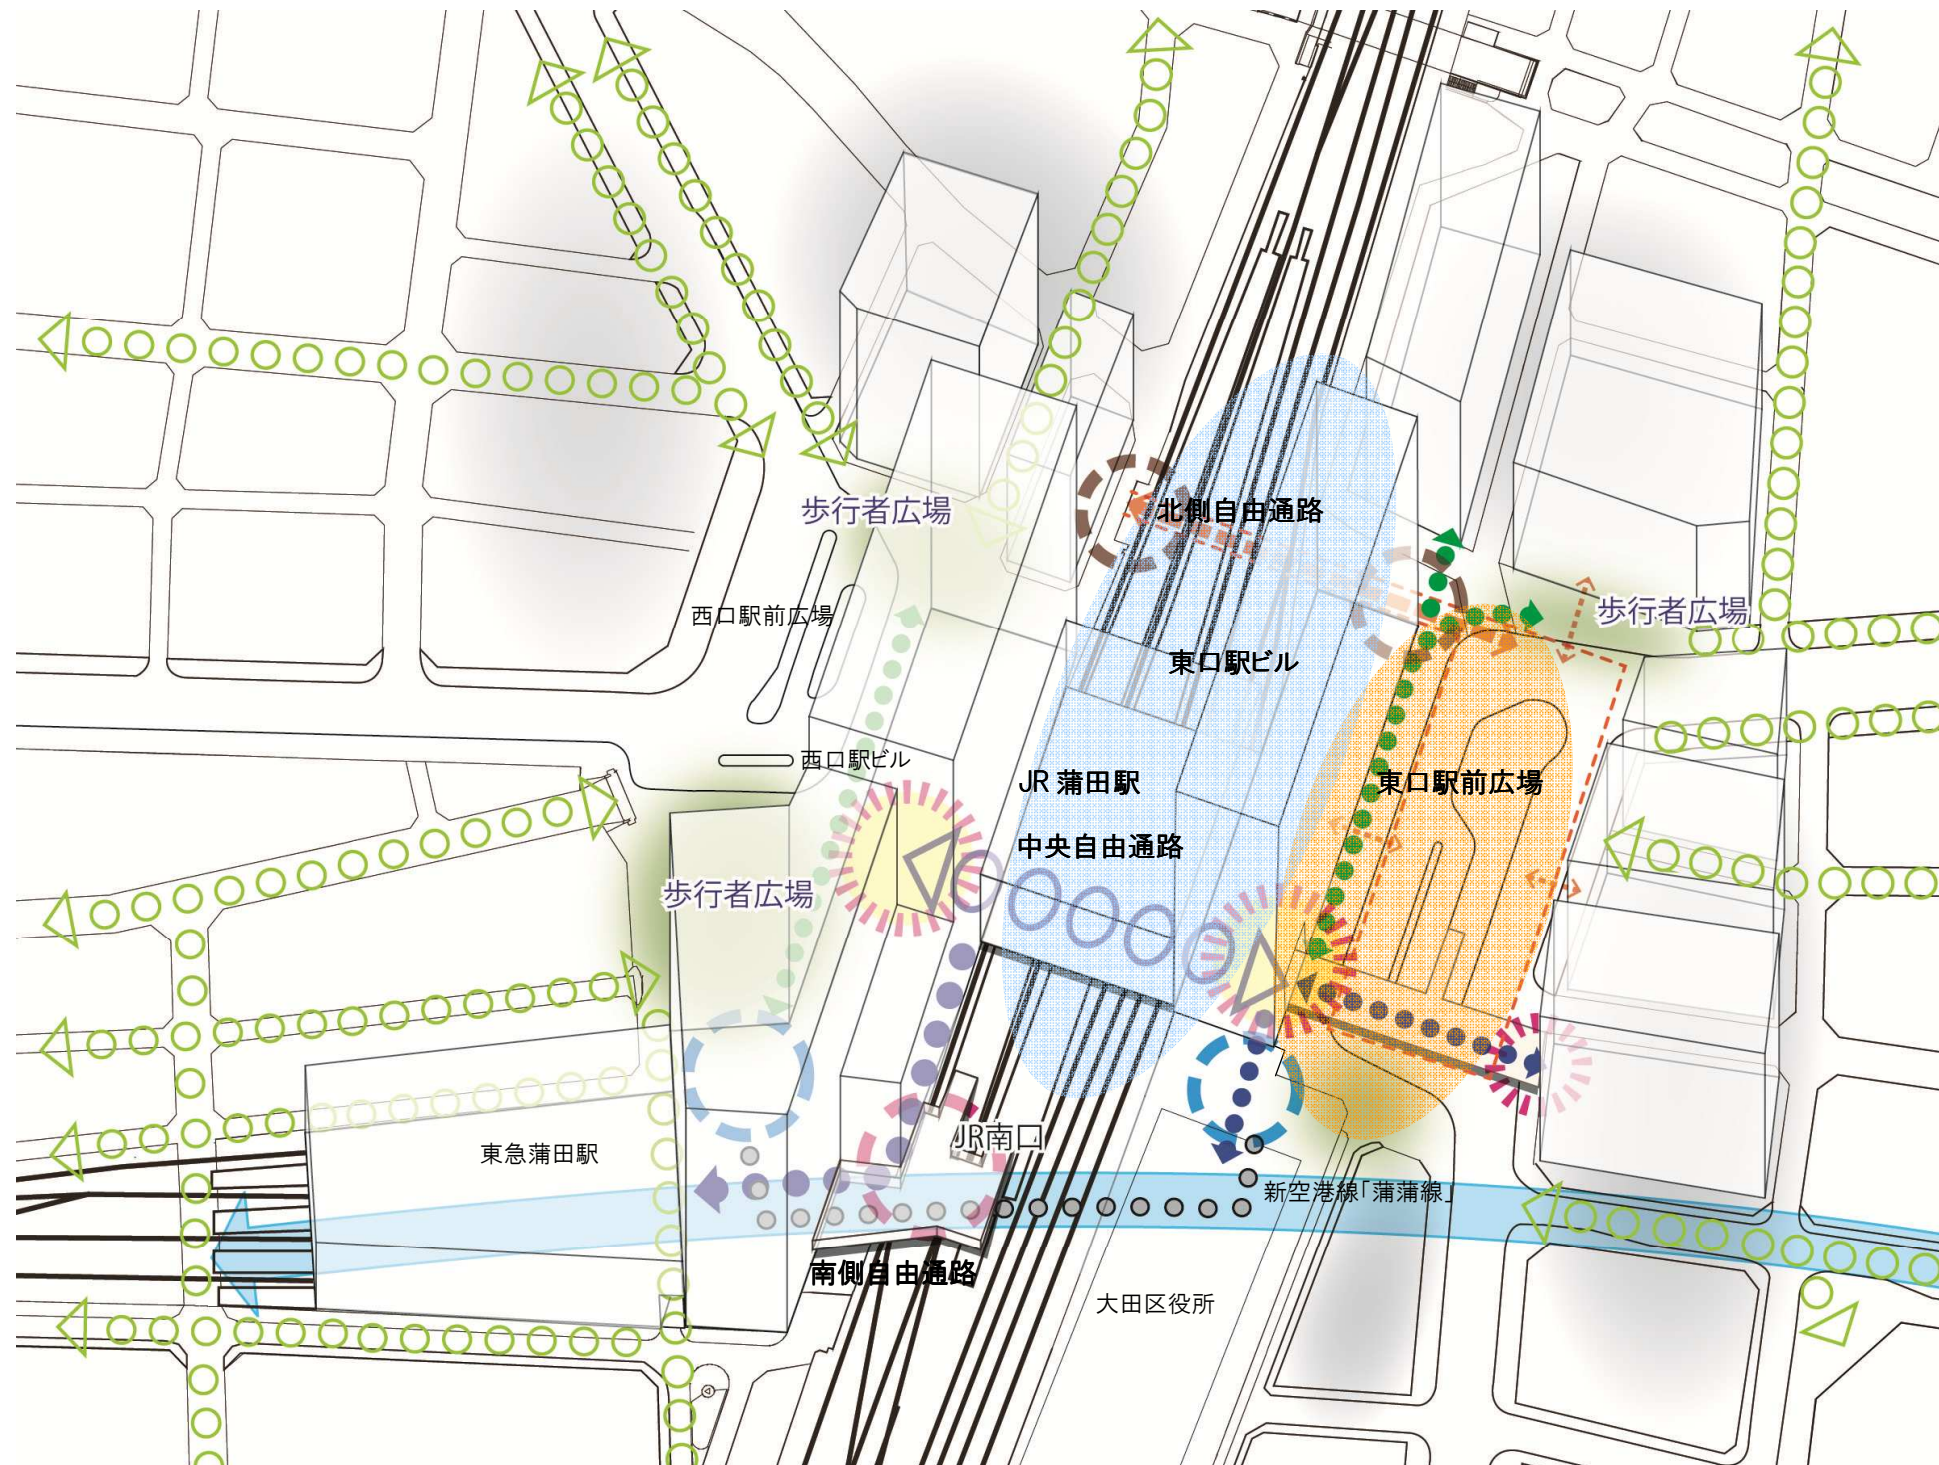 歩行者広場
北側自由通路
西口駅前広場
歩行者広場
東口駅ビル
西口駅ビル
JR 蒲田駅
東口駅前広場
中央自由通路
歩行者広場
JR南口
東急蒲田駅
新空港線「蒲蒲線」
南側自由通路
大田区役所